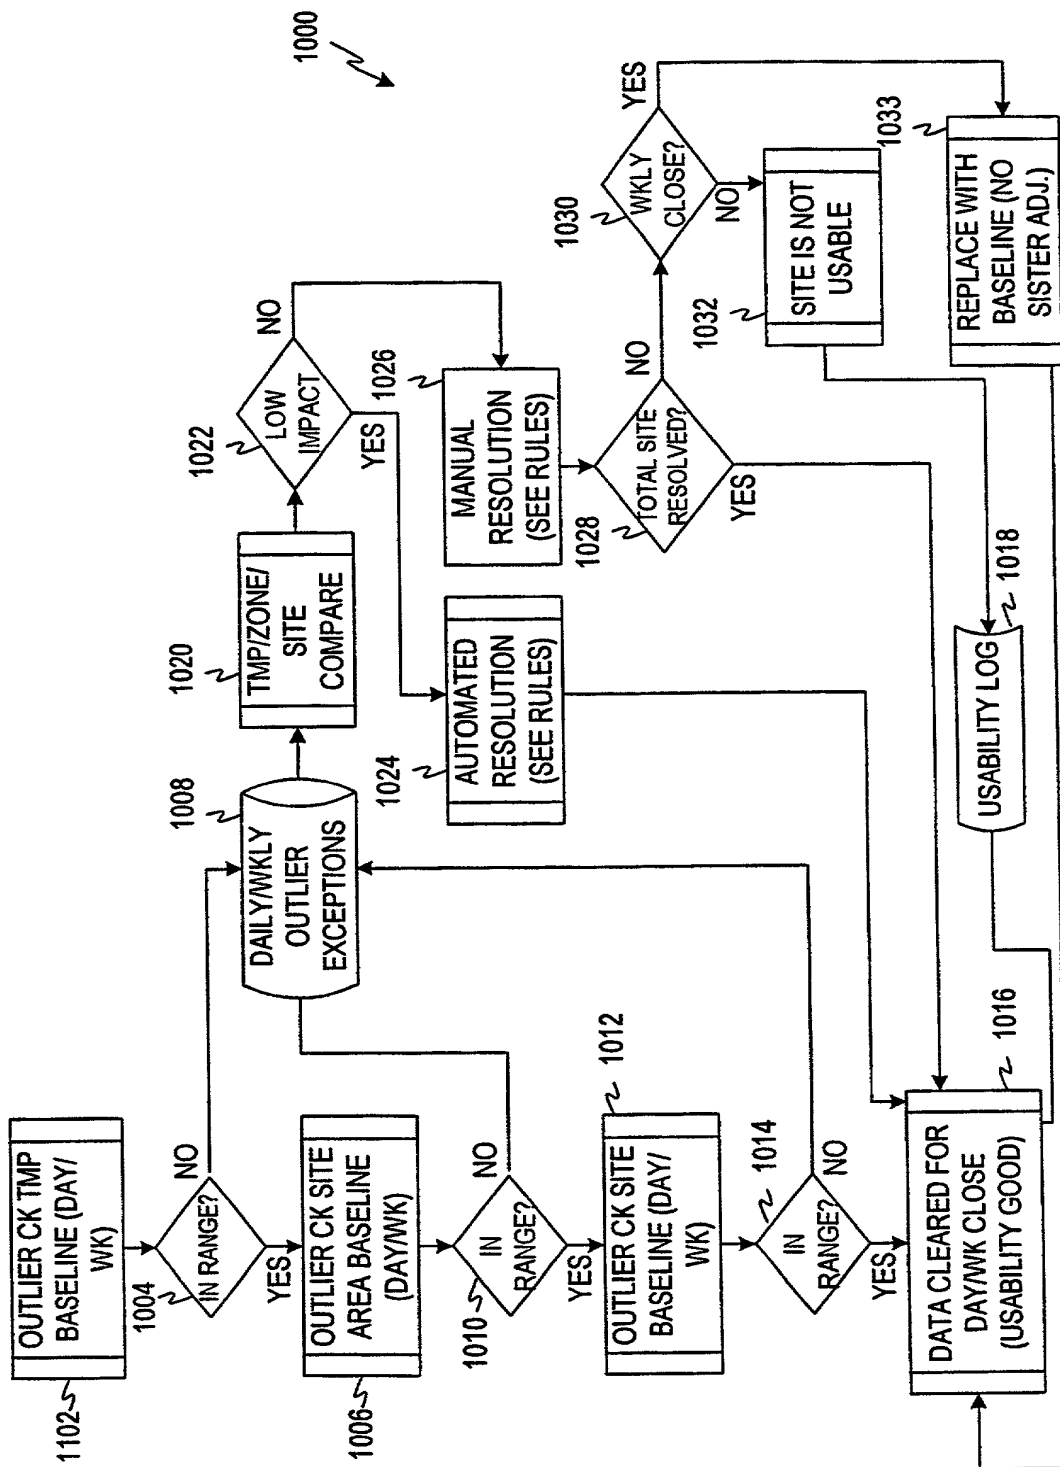 1000
1102
OUTLIER CK TMP
BASELINE (DAY/
WK)
1004
IN RANGE?
NO
YES
1006
OUTLIER CK SITE
AREA BASELINE
(DAY/WK)
1010
IN
RANGE?
NO
YES
1012
OUTLIER CK SITE
BASELINE (DAY/
WK)
1014
IN
RANGE?
NO
YES
1016
DATA CLEARED FOR
DAY/WK CLOSE
(USABILITY GOOD)
1008
DAILY/WKLY
OUTLIER
EXCEPTIONS
1020
TMP/ZONE/
SITE
COMPARE
1022
LOW
IMPACT
NO
YES
1024
AUTOMATED
RESOLUTION
(SEE RULES)
1026
MANUAL
RESOLUTION
(SEE RULES)
1028
TOTAL SITE
RESOLVED?
NO
YES
1030
WKLY
CLOSE?
YES
NO
1032
SITE IS NOT
USABLE
1033
REPLACE WITH
BASELINE (NO
SISTER ADJ.)
1018
USABILITY LOG